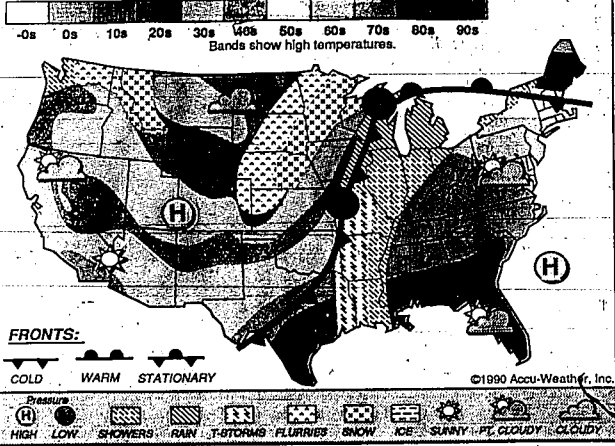 -0s 0s 10s 20s 30s 40s 50s 60s 70s 80s 90s
Bands show high temperatures.
H
H
FRONTS:
COLD WARM STATIONARY
©1990 Accu-Weather, Inc.
Pressure
H
HIGH LOW SHOWERS RAIN T-STORMS FLURRIES SNOW ICE SUNNY PT. CLOUDY CLOUDY